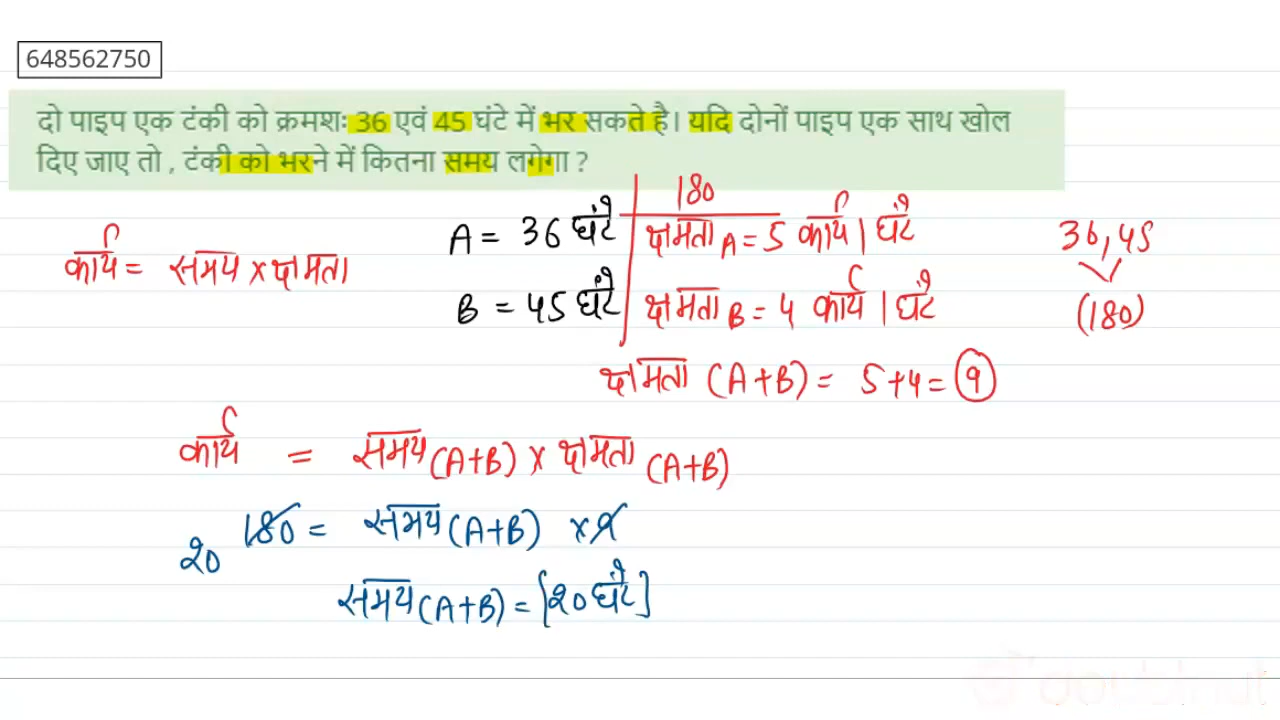 648562750
दो पाइप एक टंकी को क्रमशः 36 एवं 45 घंटे में भर सकते है। यदि दोनों पाइप एक साथ खोल
दिए जाए तो , टंकी को भरने में कितना समय लगेगा ?
180
A = 36 घंटे क्षमता A = 5 कार्य | घंटे 36, 45
कार्य = समय × क्षमता
B = 45 घंटे क्षमता B = 4 कार्य | घंटे (180)
क्षमता (A+B) = 5+4 = 9
कार्य = समय (A+B) × क्षमता (A+B)
20 180 = समय (A+B) × 9
समय (A+B) = [20 घंटे]
doubtnut